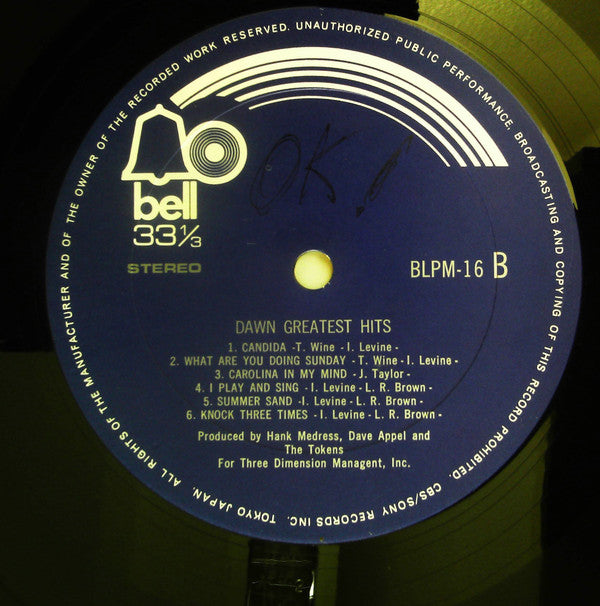 ALL RIGHTS OF THE MANUFACTURER AND OF THE OWNER OF THE RECORDED WORK RESERVED. UNAUTHORIZED PUBLIC PERFORMANCE, BROADCASTING AND COPYING OF THIS RECORD PROHIBITED. CBS/SONY RECORDS INC. TOKYO JAPAN.
OK!
bell
33 1/3
STEREO
BLPM-16 B
DAWN GREATEST HITS
1. CANDIDA -T. Wine -I. Levine-
2. WHAT ARE YOU DOING SUNDAY -T. Wine -I. Levine-
3. CAROLINA IN MY MIND -J. Taylor-
4. I PLAY AND SING -I. Levine -L. R. Brown-
5. SUMMER SAND -I. Levine -L. R. Brown-
6. KNOCK THREE TIMES -I. Levine -L. R. Brown-
Produced by Hank Medress, Dave Appel and
The Tokens
For Three Dimension Managent, Inc.